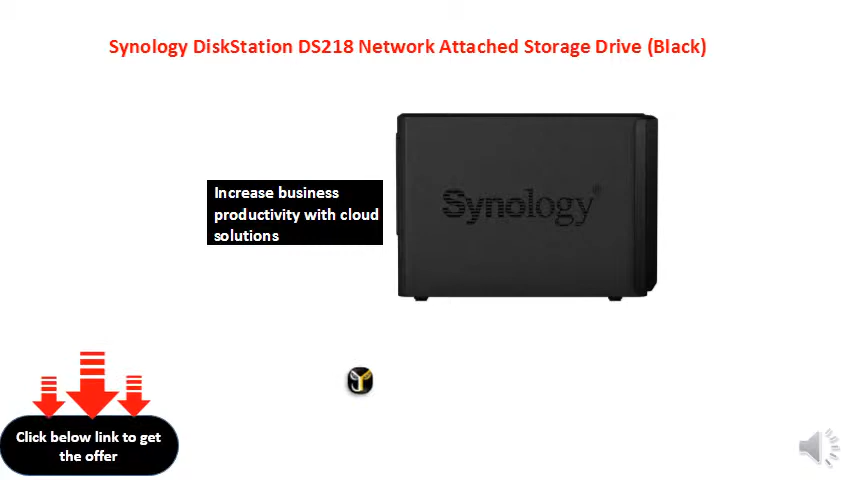 Synology DiskStation DS218 Network Attached Storage Drive (Black)
Increase business
productivity with cloud
solutions
Synology®
Click below link to get
the offer